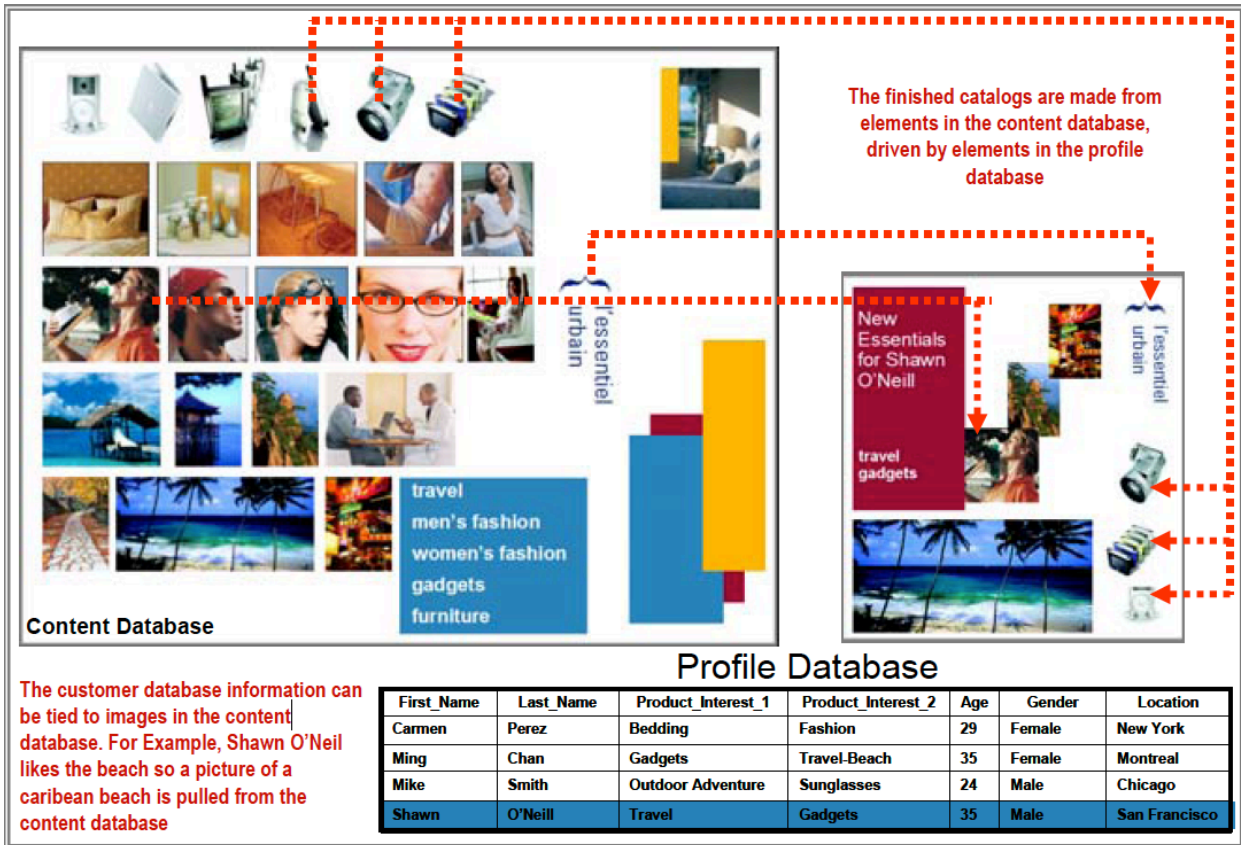 The finished catalogs are made from
elements in the content database,
driven by elements in the profile
database
l'essentiel
urbain
travel
men's fashion
women's fashion
gadgets
furniture
Content Database
New
Essentials
for Shawn
O'Neill
travel
gadgets
l'essentiel
urbain
The customer database information can
be tied to images in the content
database. For Example, Shawn O'Neil
likes the beach so a picture of a
caribean beach is pulled from the
content database
Profile Database
First_Name Last_Name Product_Interest_1 Product_Interest_2 Age Gender Location
Carmen Perez Bedding Fashion 29 Female New York
Ming Chan Gadgets Travel-Beach 35 Female Montreal
Mike Smith Outdoor Adventure Sunglasses 24 Male Chicago
Shawn O'Neill Travel Gadgets 35 Male San Francisco